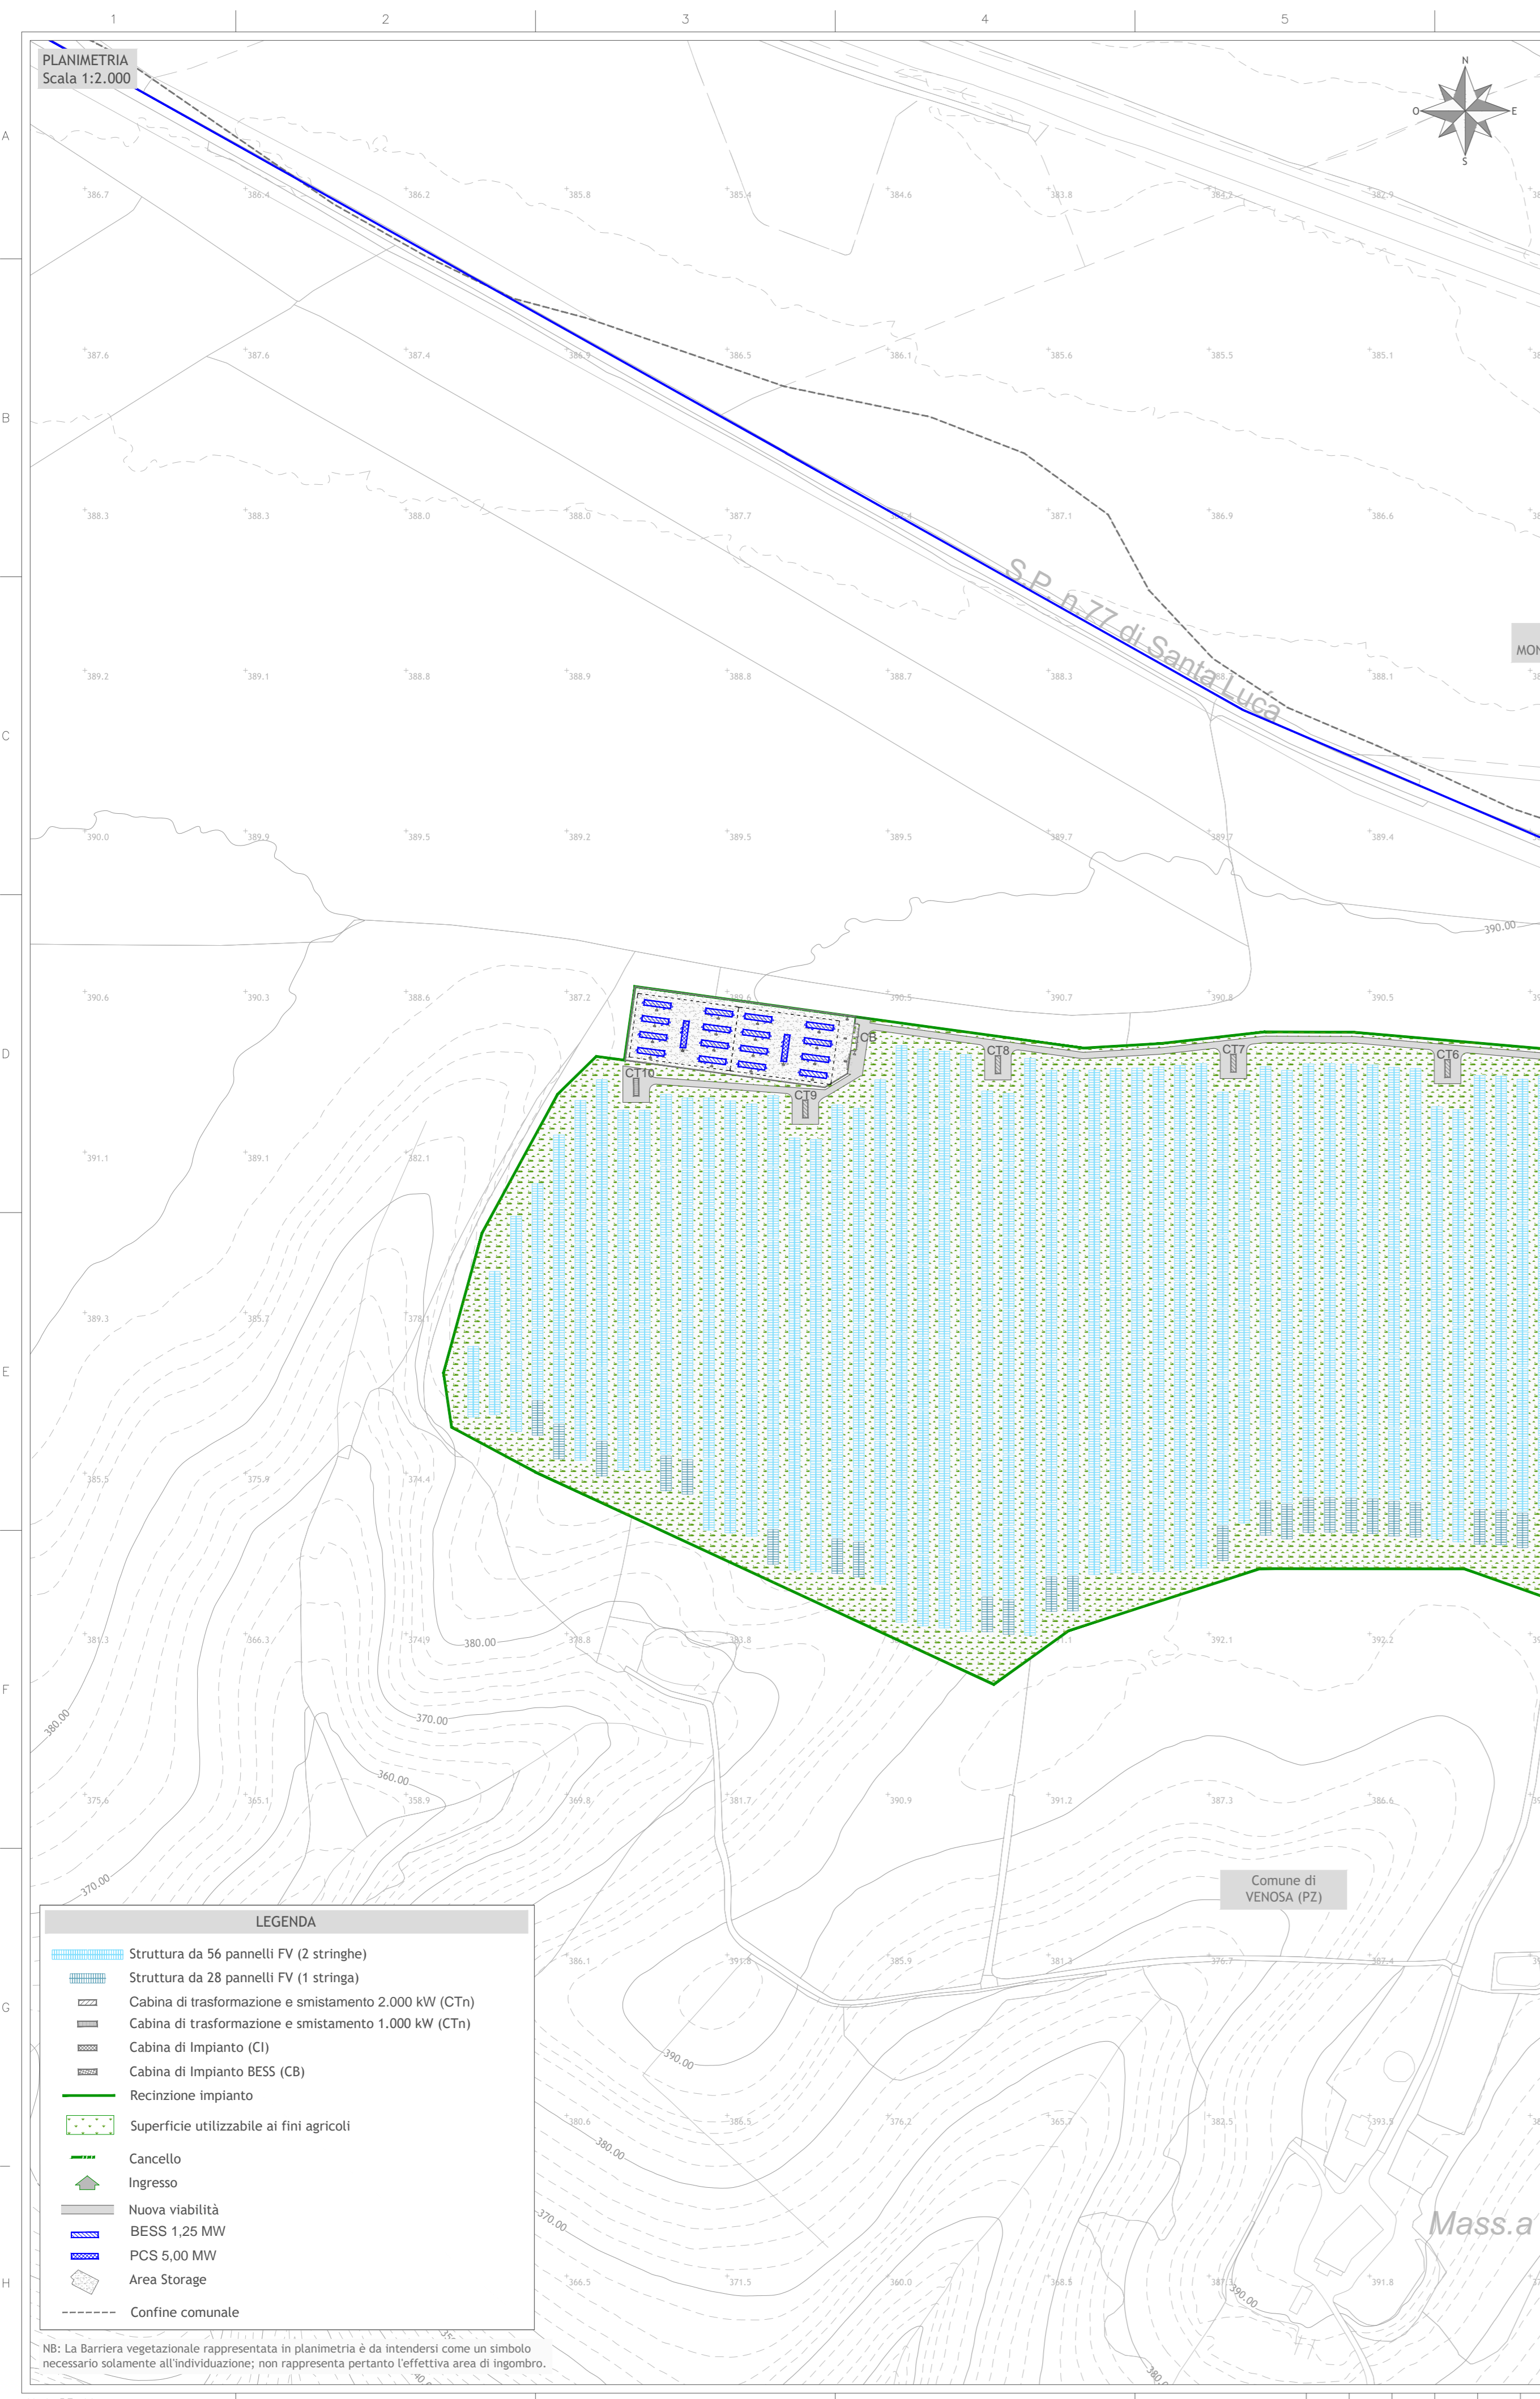 1 2 3 4 5
PLANIMETRIA
Scala 1:2.000
N
O E
S
A
386.7 386.4 386.2 385.8 385.4 384.6 383.8 384.2 382.9
387.6 387.6 387.4 386.9 386.5 386.1 385.6 385.5 385.1
B
388.3 388.3 388.0 388.0 387.7 387.1 386.9 386.6
S.P. n.77 di Santa Lucía
MON
389.2 389.1 388.8 388.9 388.8 388.7 388.3 388.1
C
390.0 389.9 389.5 389.2 389.5 389.5 389.7 389.7 389.4
390.00
390.6 390.3 388.6 387.2 389.6 390.5 390.7 390.8 390.5
D
CB
CT8 CT7 CT6
CT10
CT9
391.1 389.1 382.1
389.3 385.7 378.1
E
385.5 375.9 374.4
381.3 366.3 374.9 378.8 383.8 392.1 392.2
380.00
F
380.00
370.00
360.00
375.6 365.1 358.9 369.8 381.7 390.9 391.2 387.3 386.6
370.00
Comune di
VENOSA (PZ)
LEGENDA
Struttura da 56 pannelli FV (2 stringhe)
Struttura da 28 pannelli FV (1 stringa)
Cabina di trasformazione e smistamento 2.000 kW (CTn)
Cabina di trasformazione e smistamento 1.000 kW (CTn)
Cabina di Impianto (CI)
Cabina di Impianto BESS (CB)
Recinzione impianto
Superficie utilizzabile ai fini agricoli
Cancello
Ingresso
Nuova viabilità
BESS 1,25 MW
PCS 5,00 MW
Area Storage
Confine comunale
386.1 391.8 385.9 381.3 376.7 387.4
G
390.00
380.6 386.5 376.2 365.7 382.5 393.5
380.00
370.00
Mass.a
H
366.5 371.5 360.0 368.5 387.3 391.8
390.00
380.0
NB: La Barriera vegetazionale rappresentata in planimetria è da intendersi come un simbolo
necessario solamente all'individuazione; non rappresenta pertanto l'effettiva area di ingombro.